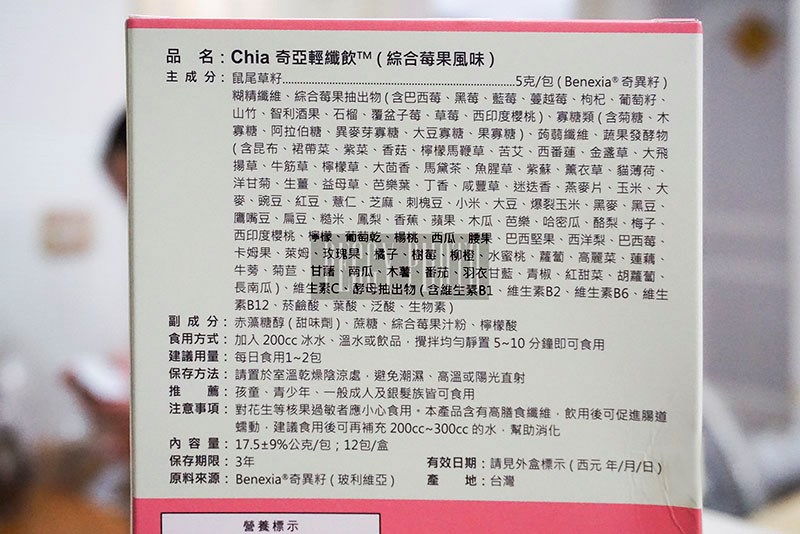 品　名：Chia 奇亞輕纖飲™ ( 綜合莓果風味 )
主成分：鼠尾草籽........................................5克/包 ( Benexia® 奇異籽 )
糊精纖維、綜合莓果抽出物 ( 含巴西莓、黑莓、藍莓、蔓越莓、枸杞、葡萄籽、
山竹、智利酒果、石榴、覆盆子莓、草莓、西印度櫻桃 ) 、寡糖類 ( 含菊糖、木
寡糖、阿拉伯糖、異麥芽寡糖、大豆寡糖、果寡糖 ) 、蒟蒻纖維、蔬果發酵物
( 含昆布、裙帶菜、紫菜、香菇、檸檬馬鞭草、苦艾、西番蓮、金盞草、大飛
揚草、牛筋草、檸檬草、大茴香、馬黛茶、魚腥草、紫蘇、薰衣草、貓薄荷、
洋甘菊、生薑、益母草、芭樂葉、丁香、咸豐草、迷迭香、燕麥片、玉米、大
麥、豌豆、紅豆、薏仁、芝麻、刺槐豆、小米、大豆、爆裂玉米、黑麥、黑豆、
鷹嘴豆、扁豆、糙米、鳳梨、香蕉、蘋果、木瓜、芭樂、哈密瓜、酪梨、梅子、
西印度櫻桃、檸檬、葡萄乾、楊桃、西瓜、腰果、巴西堅果、西洋梨、巴西莓、
卡姆果、萊姆、玫瑰果、橘子、樹莓、柳橙、水蜜桃、蘿蔔、高麗菜、蓮藕、
牛蒡、菊苣、甘藷、南瓜、木薯、番茄、羽衣甘藍、青椒、紅甜菜、胡蘿蔔、
長南瓜 ) 、維生素C、酵母抽出物 ( 含維生素B1、維生素B2、維生素B6、維生
素B12、菸鹼酸、葉酸、泛酸、生物素 )
副成分：赤藻糖醇 ( 甜味劑 ) 、蔗糖、綜合莓果汁粉、檸檬酸
食用方式：加入 200cc 冰水、溫水或飲品，攪拌均勻靜置 5~10 分鐘即可食用
建議用量：每日食用1~2包
保存方法：請置於室溫乾燥陰涼處，避免潮濕、高溫或陽光直射
推　薦：孩童、青少年、一般成人及銀髮族皆可食用
注意事項：對花生等核果過敏者應小心食用。本產品含有高膳食纖維，飲用後可促進腸道
蠕動，建議食用後可再補充 200cc~300cc 的水，幫助消化
內容量：17.5±9%公克/包；12包/盒
保存期限：3年　有效日期：請見外盒標示 ( 西元 年/月/日 )
原料來源：Benexia®奇異籽 ( 玻利維亞 )　產　地：台灣
營養標示